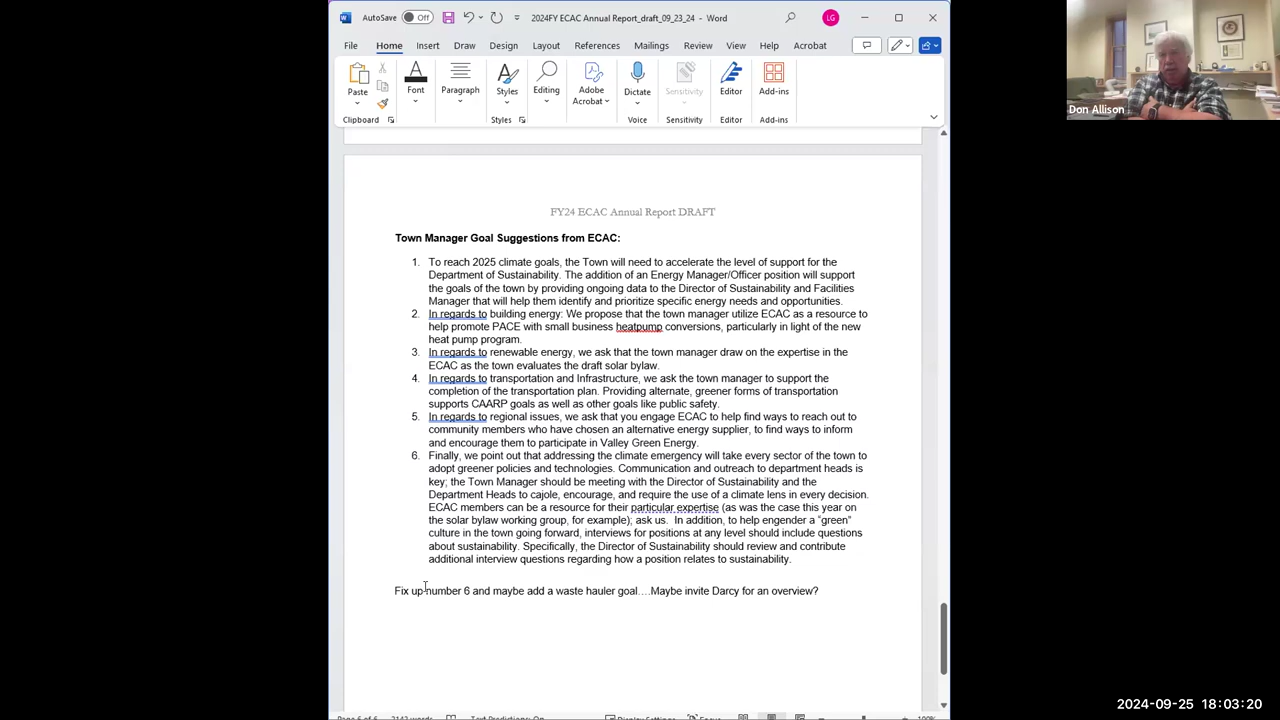 AutoSave Off 2024FY ECAC Annual Report_draft_09_23_24 - Word LG
File Home Insert Draw Design Layout References Mailings Review View Help Acrobat
Paste Font Paragraph Styles Editing Adobe Acrobat Dictate Sensitivity Editor Add-ins
Clipboard Styles Voice Sensitivity Editor Add-ins
Don Allison
FY24 ECAC Annual Report DRAFT
Town Manager Goal Suggestions from ECAC:
1. To reach 2025 climate goals, the Town will need to accelerate the level of support for the
Department of Sustainability. The addition of an Energy Manager/Officer position will support
the goals of the town by providing ongoing data to the Director of Sustainability and Facilities
Manager that will help them identify and prioritize specific energy needs and opportunities.
2. In regards to building energy: We propose that the town manager utilize ECAC as a resource to
help promote PACE with small business heatpump conversions, particularly in light of the new
heat pump program.
3. In regards to renewable energy, we ask that the town manager draw on the expertise in the
ECAC as the town evaluates the draft solar bylaw.
4. In regards to transportation and Infrastructure, we ask the town manager to support the
completion of the transportation plan. Providing alternate, greener forms of transportation
supports CAARP goals as well as other goals like public safety.
5. In regards to regional issues, we ask that you engage ECAC to help find ways to reach out to
community members who have chosen an alternative energy supplier, to find ways to inform
and encourage them to participate in Valley Green Energy.
6. Finally, we point out that addressing the climate emergency will take every sector of the town to
adopt greener policies and technologies. Communication and outreach to department heads is
key; the Town Manager should be meeting with the Director of Sustainability and the
Department Heads to cajole, encourage, and require the use of a climate lens in every decision.
ECAC members can be a resource for their particular expertise (as was the case this year on
the solar bylaw working group, for example); ask us. In addition, to help engender a "green"
culture in the town going forward, interviews for positions at any level should include questions
about sustainability. Specifically, the Director of Sustainability should review and contribute
additional interview questions regarding how a position relates to sustainability.
Fix up number 6 and maybe add a waste hauler goal....Maybe invite Darcy for an overview?
2024-09-25 18:03:20
Page 6 of 6 2142 words Text Predictions: On Display Settings Focus 100%